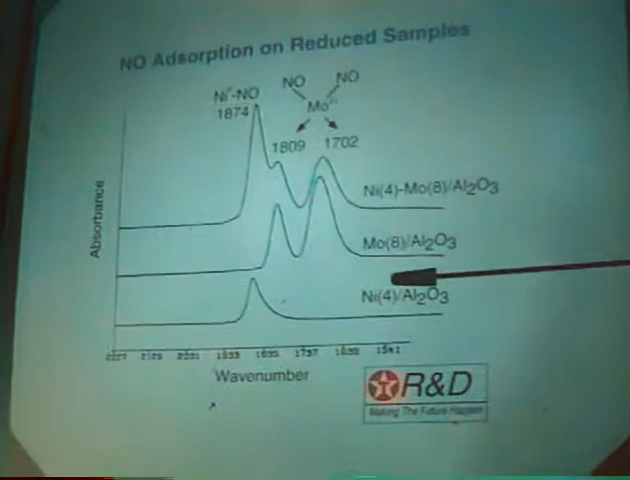 NO Adsorption on Reduced Samples
NO NO
Ni-NO
Mo
1874
1809 1702
Absorbance
Ni(4)-Mo(8)/Al2O3
Mo(8)/Al2O3
Ni(4)/Al2O3
Wavenumber
T R&D
Making The Future Happen